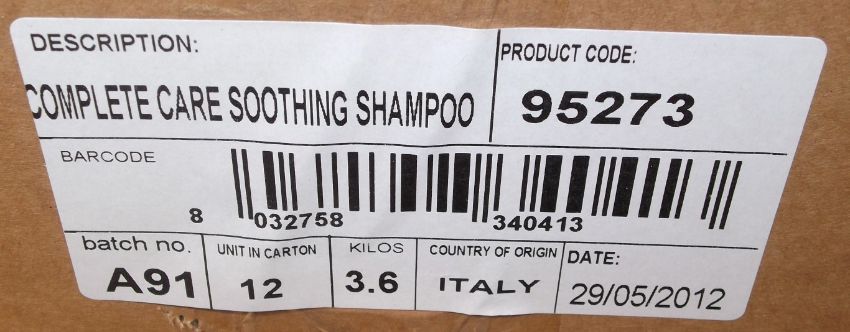 DESCRIPTION:
COMPLETE CARE SOOTHING SHAMPOO
PRODUCT CODE:
95273
BARCODE
8 032758 340413
batch no.
A91
UNIT IN CARTON
12
KILOS
3.6
COUNTRY OF ORIGIN
ITALY
DATE:
29/05/2012